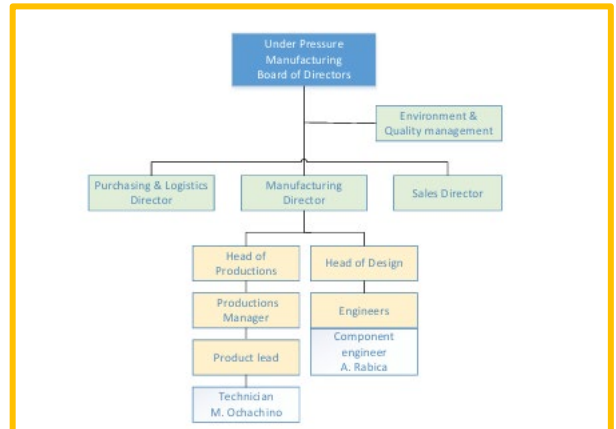 Under Pressure
Manufacturing
Board of Directors
Environment &
Quality management
Purchasing & Logistics
Director
Manufacturing
Director
Sales Director
Head of
Productions
Head of Design
Productions
Manager
Engineers
Component
engineer
A. Rabica
Product lead
Technician
M. Ochachino